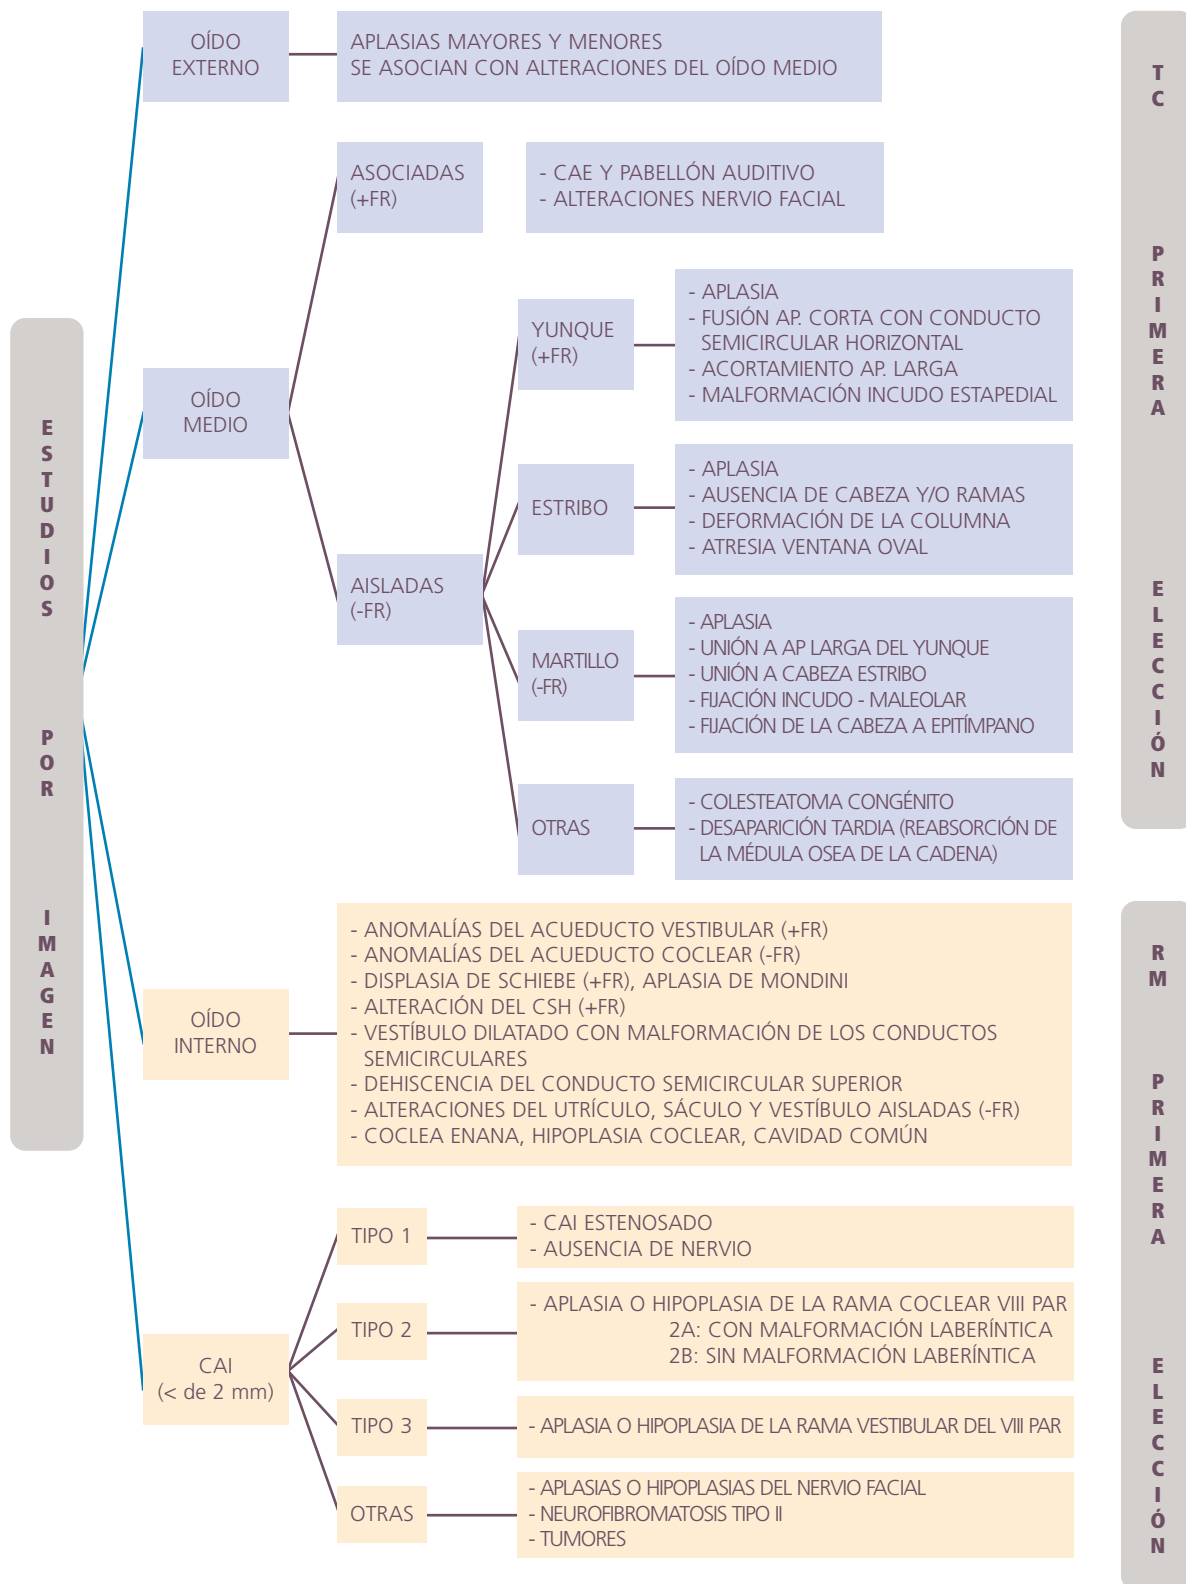 ESTUDIOS POR IMAGEN
OÍDO
EXTERNO
APLASIAS MAYORES Y MENORES
SE ASOCIAN CON ALTERACIONES DEL OÍDO MEDIO
OÍDO
MEDIO
ASOCIADAS
(+FR)
- CAE Y PABELLÓN AUDITIVO
- ALTERACIONES NERVIO FACIAL
AISLADAS
(-FR)
YUNQUE
(+FR)
- APLASIA
- FUSIÓN AP. CORTA CON CONDUCTO
SEMICIRCULAR HORIZONTAL
- ACORTAMIENTO AP. LARGA
- MALFORMACIÓN INCUDO ESTAPEDIAL
ESTRIBO
- APLASIA
- AUSENCIA DE CABEZA Y/O RAMAS
- DEFORMACIÓN DE LA COLUMNA
- ATRESIA VENTANA OVAL
MARTILLO
(-FR)
- APLASIA
- UNIÓN A AP LARGA DEL YUNQUE
- UNIÓN A CABEZA ESTRIBO
- FIJACIÓN INCUDO - MALEOLAR
- FIJACIÓN DE LA CABEZA A EPITÍMPANO
OTRAS
- COLESTEATOMA CONGÉNITO
- DESAPARICIÓN TARDIA (REABSORCIÓN DE
LA MÉDULA OSEA DE LA CADENA)
TC PRIMERA ELECCIÓN
OÍDO
INTERNO
- ANOMALÍAS DEL ACUEDUCTO VESTIBULAR (+FR)
- ANOMALÍAS DEL ACUEDUCTO COCLEAR (-FR)
- DISPLASIA DE SCHIEBE (+FR), APLASIA DE MONDINI
- ALTERACIÓN DEL CSH (+FR)
- VESTÍBULO DILATADO CON MALFORMACIÓN DE LOS CONDUCTOS
SEMICIRCULARES
- DEHISCENCIA DEL CONDUCTO SEMICIRCULAR SUPERIOR
- ALTERACIONES DEL UTRÍCULO, SÁCULO Y VESTÍBULO AISLADAS (-FR)
- COCLEA ENANA, HIPOPLASIA COCLEAR, CAVIDAD COMÚN
CAI
(< de 2 mm)
TIPO 1
- CAI ESTENOSADO
- AUSENCIA DE NERVIO
TIPO 2
- APLASIA O HIPOPLASIA DE LA RAMA COCLEAR VIII PAR
2A: CON MALFORMACIÓN LABERÍNTICA
2B: SIN MALFORMACIÓN LABERÍNTICA
TIPO 3
- APLASIA O HIPOPLASIA DE LA RAMA VESTIBULAR DEL VIII PAR
OTRAS
- APLASIAS O HIPOPLASIAS DEL NERVIO FACIAL
- NEUROFIBROMATOSIS TIPO II
- TUMORES
RM PRIMERA ELECCIÓN